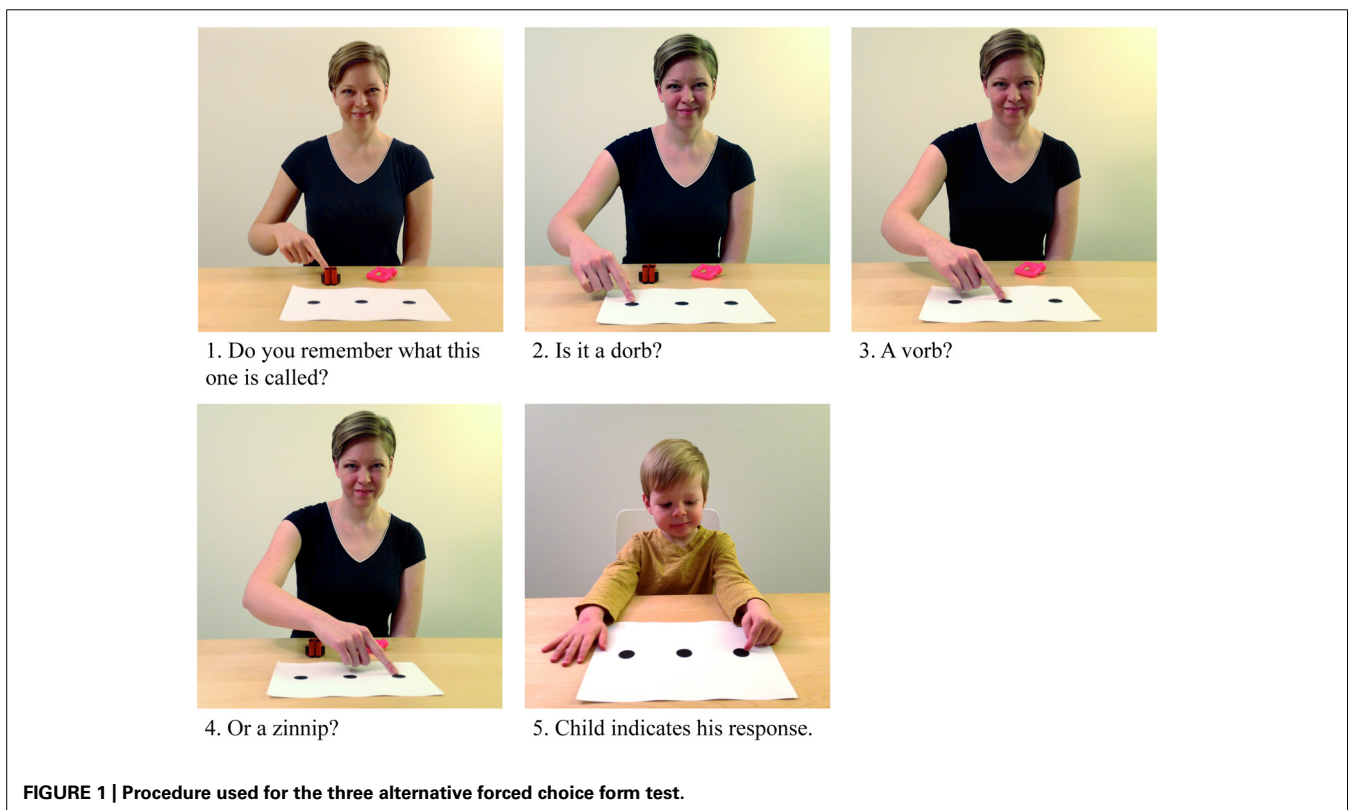 1. Do you remember what this
one is called?
2. Is it a dorb?
3. A vorb?
4. Or a zinnip?
5. Child indicates his response.
FIGURE 1 | Procedure used for the three alternative forced choice form test.